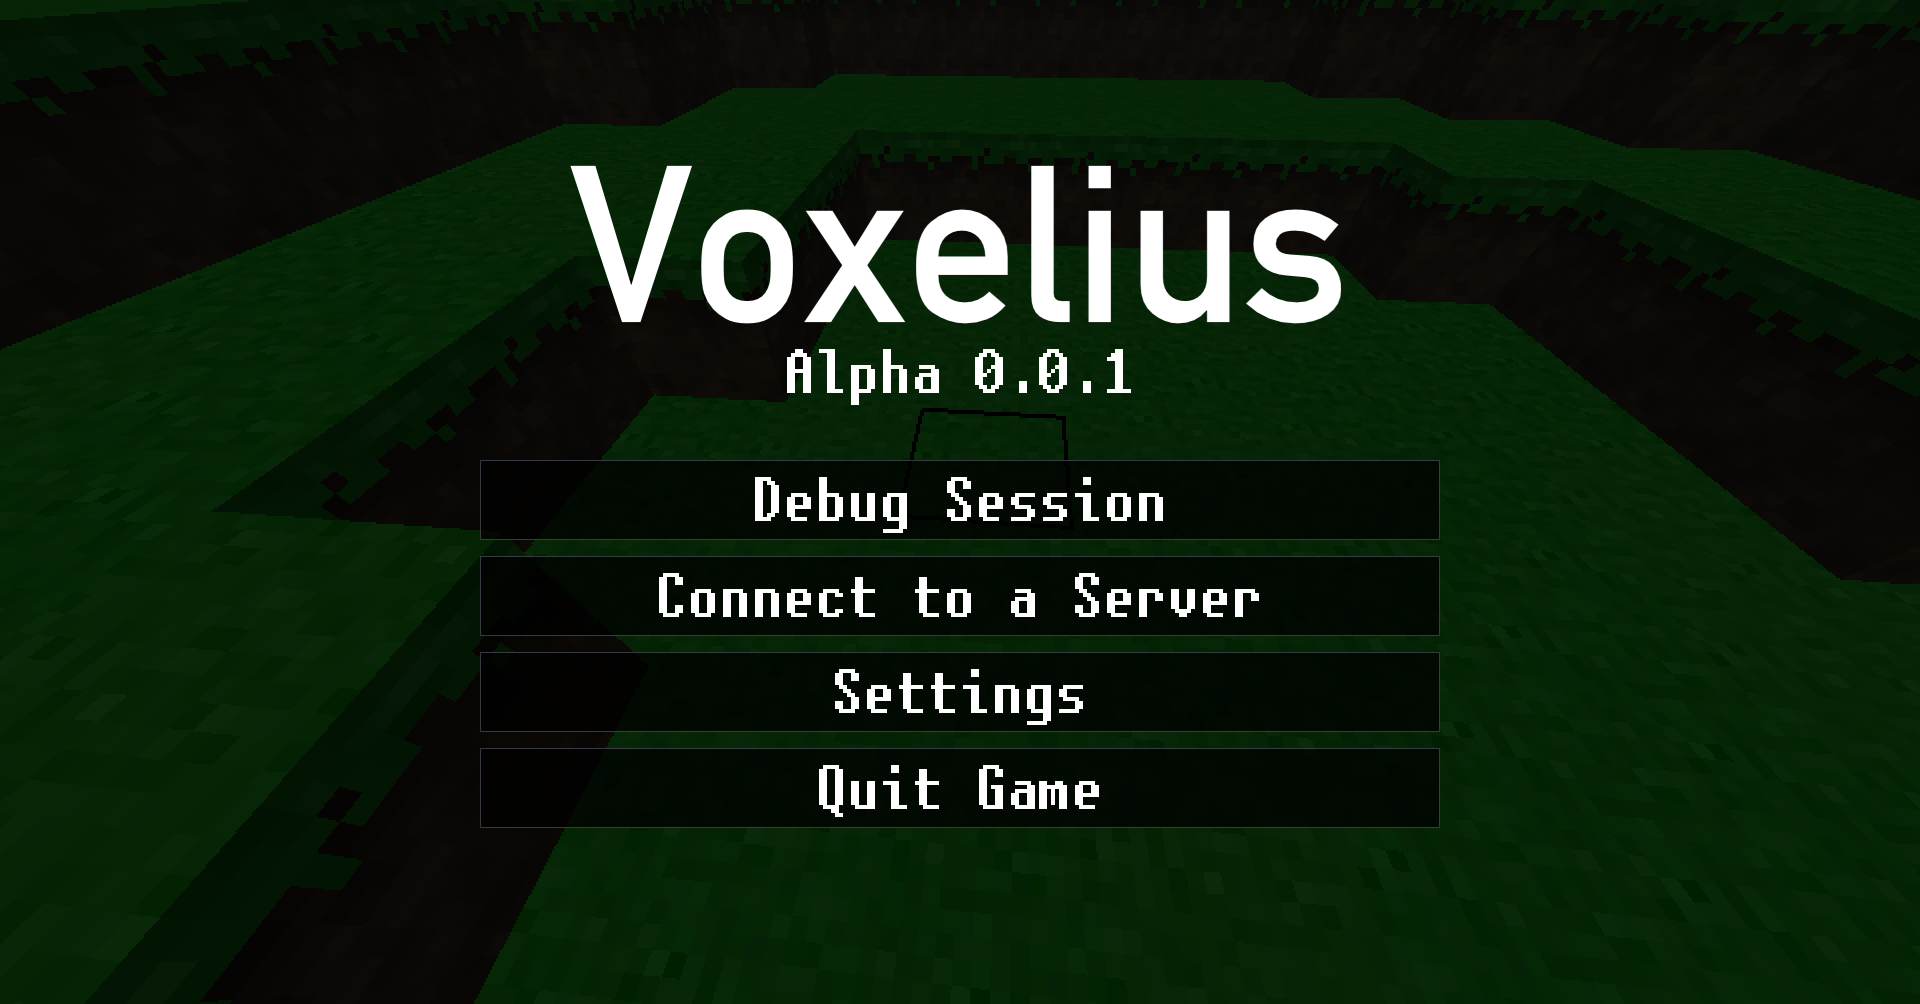 Voxelius
Alpha 0.0.1
Debug Session
Connect to a Server
Settings
Quit Game